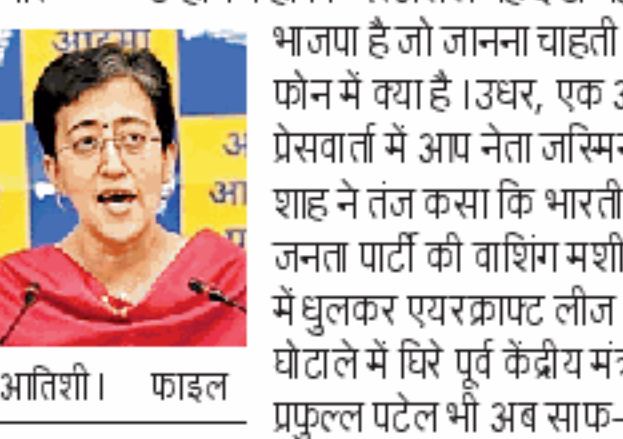 आतिशी। फाइल
भाजपा है जो जानना चाहती
फोन में क्या है।उधर, एक
प्रेसवार्ता में आप नेता जस्मिन
शाह ने तंज कसा कि भारती
जनता पार्टी की वाशिंग मशी
में धुलकर एयरक्राफ्ट लीज
घोटाले में घिरे पूर्व केंद्रीय
प्रफुल्ल पटेल भी अब साफ-